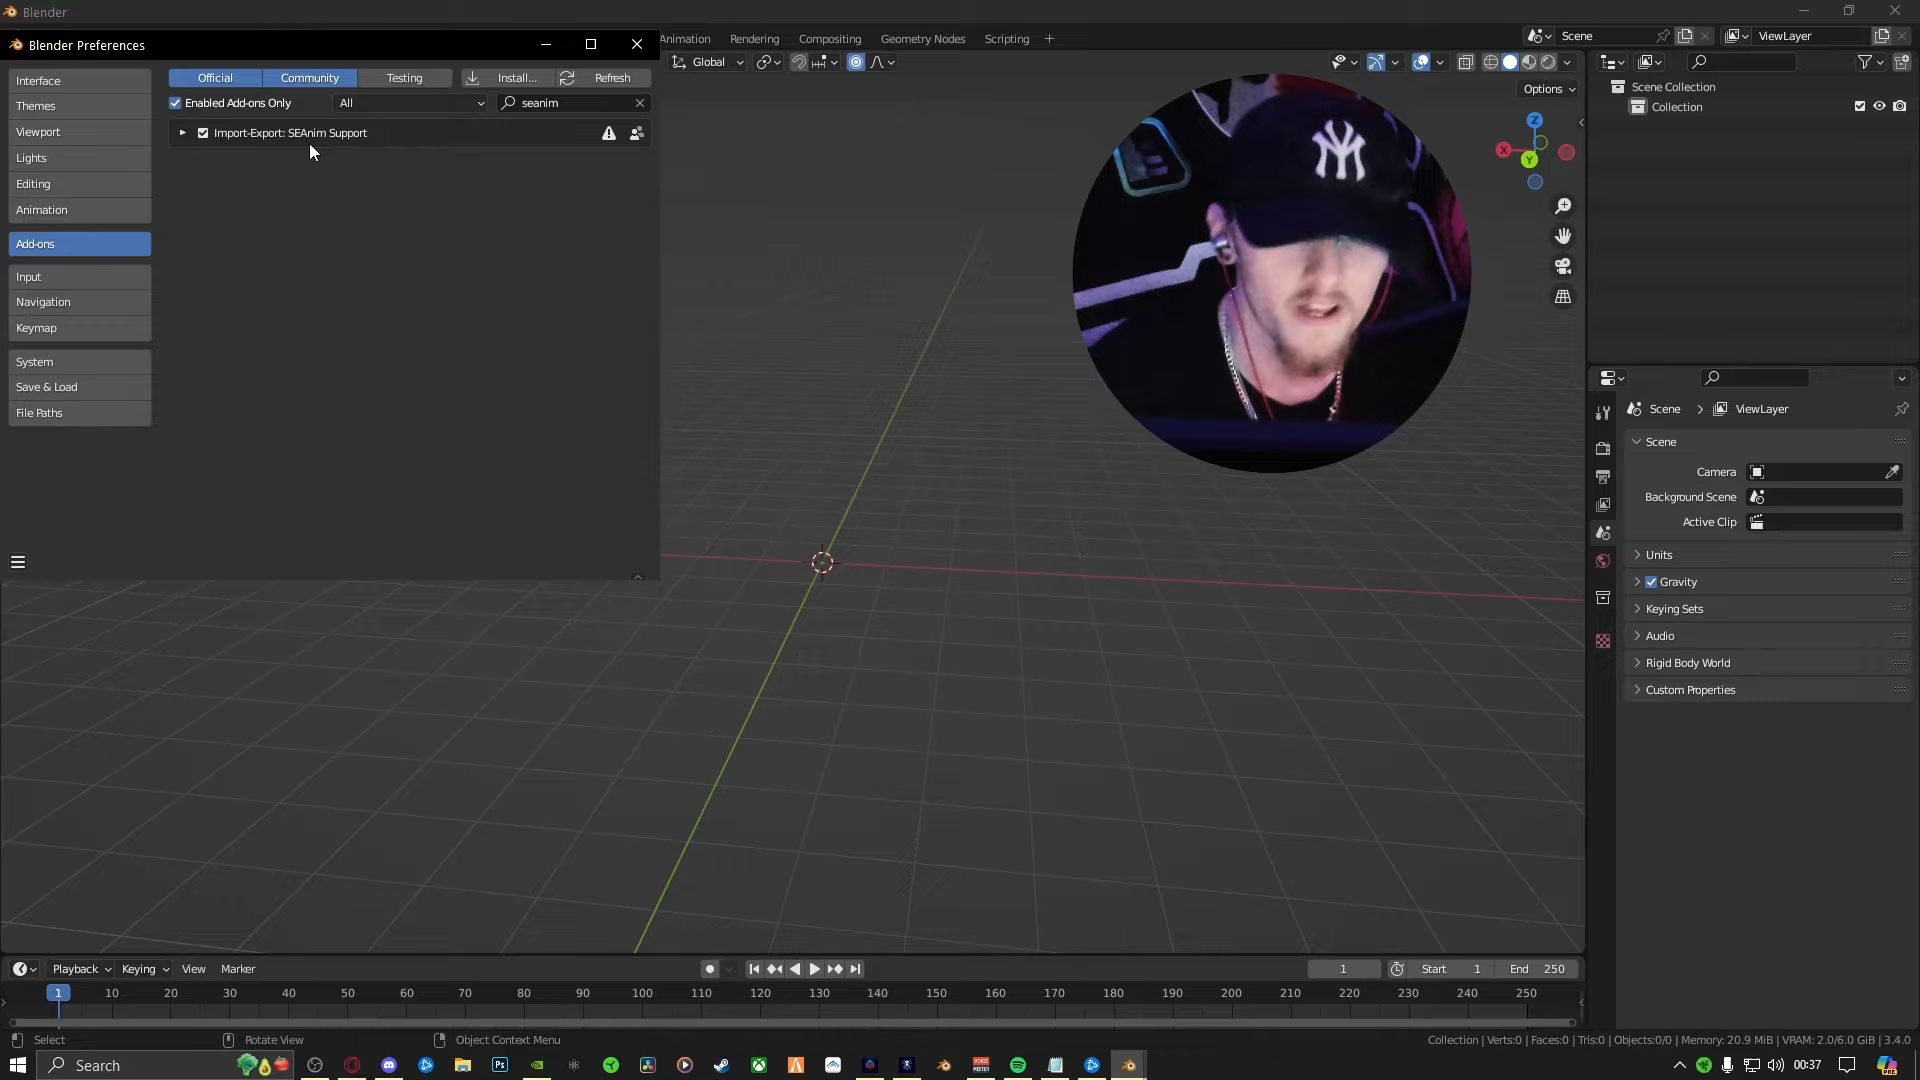 Blender
Blender Preferences
Animation
Rendering
Compositing
Geometry Nodes
Scripting
Scene
ViewLayer
Interface
Themes
Viewport
Lights
Editing
Animation
Add-ons
Input
Navigation
Keymap
System
Save & Load
File Paths
Official
Community
Testing
Install...
Refresh
Enabled Add-ons Only
All
seanim
Import-Export: SEAnim Support
Global
Options
Z
X
Y
NY
Scene Collection
Collection
Scene
ViewLayer
Scene
Camera
Background Scene
Active Clip
Units
Gravity
Keying Sets
Audio
Rigid Body World
Custom Properties
Playback
Keying
View
Marker
1
Start 1
End 250
1 10 20 30 40 50 60 70 80 90 100 110 120 130 140 150 160 170 180 190 200 210 220 230 240 250
Select
Rotate View
Object Context Menu
Collection | Verts:0 | Faces:0 | Tris:0 | Objects:0/0 | Memory: 20.9 MiB | VRAM: 2.0/6.0 GiB | 3.4.0
Search
Ps
00:37